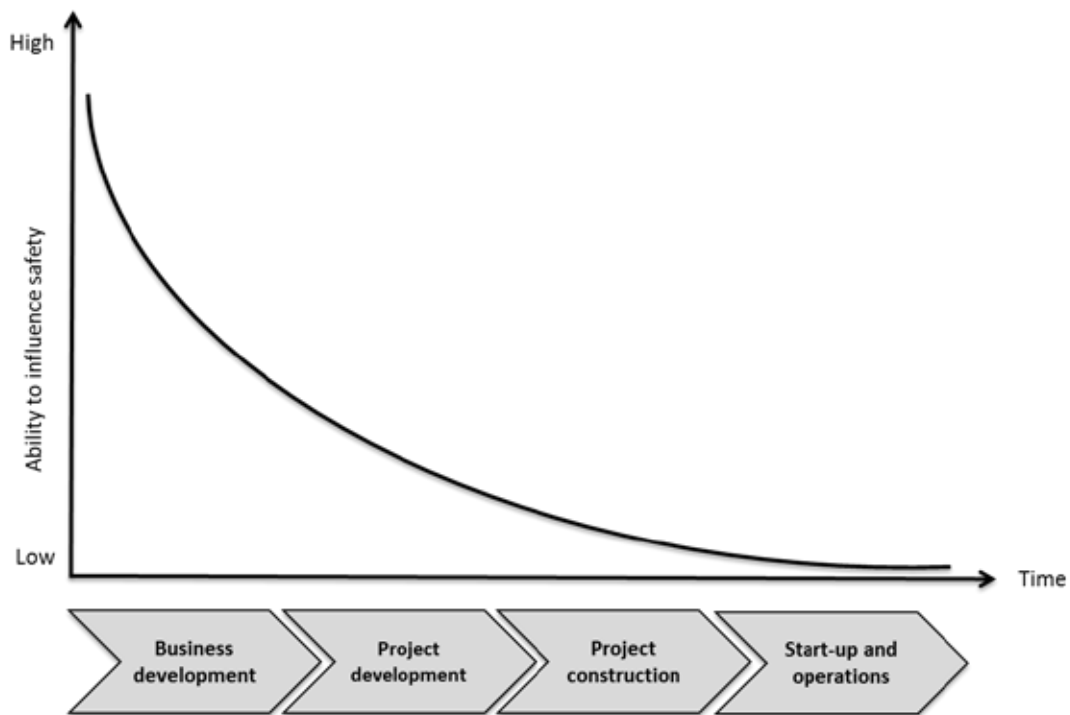 High
Ability to influence safety
Low
Time
Business
development
Project
development
Project
construction
Start-up and
operations